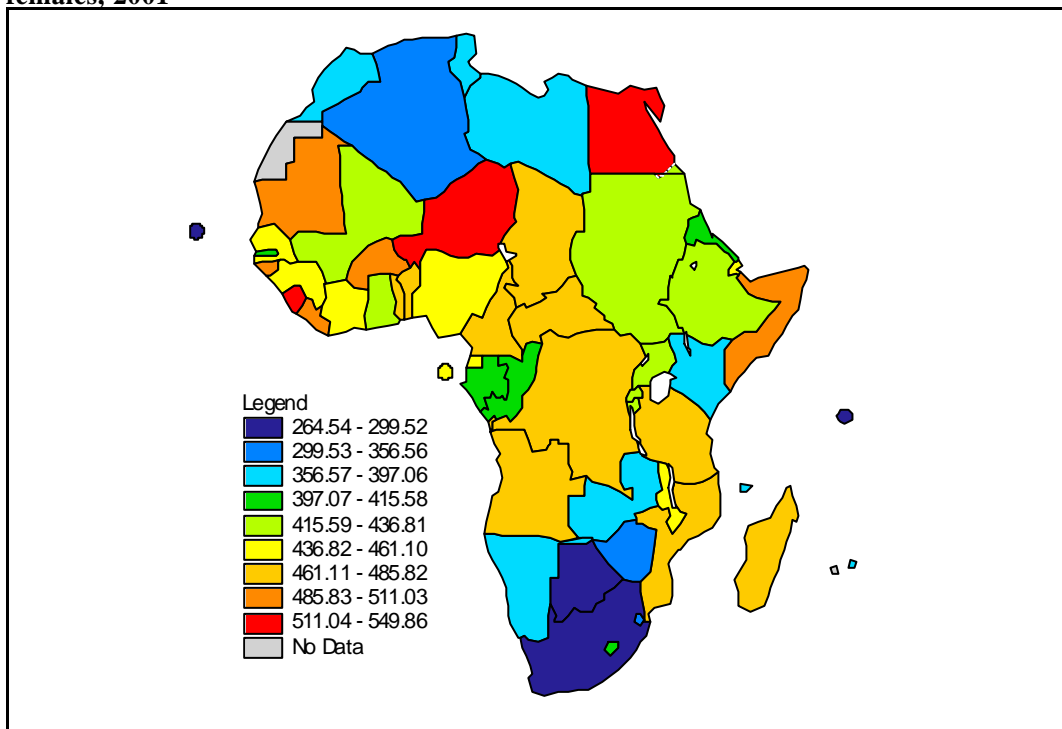 females, 2001
Legend
264.54 - 299.52
299.53 - 356.56
356.57 - 397.06
397.07 - 415.58
415.59 - 436.81
436.82 - 461.10
461.11 - 485.82
485.83 - 511.03
511.04 - 549.86
No Data